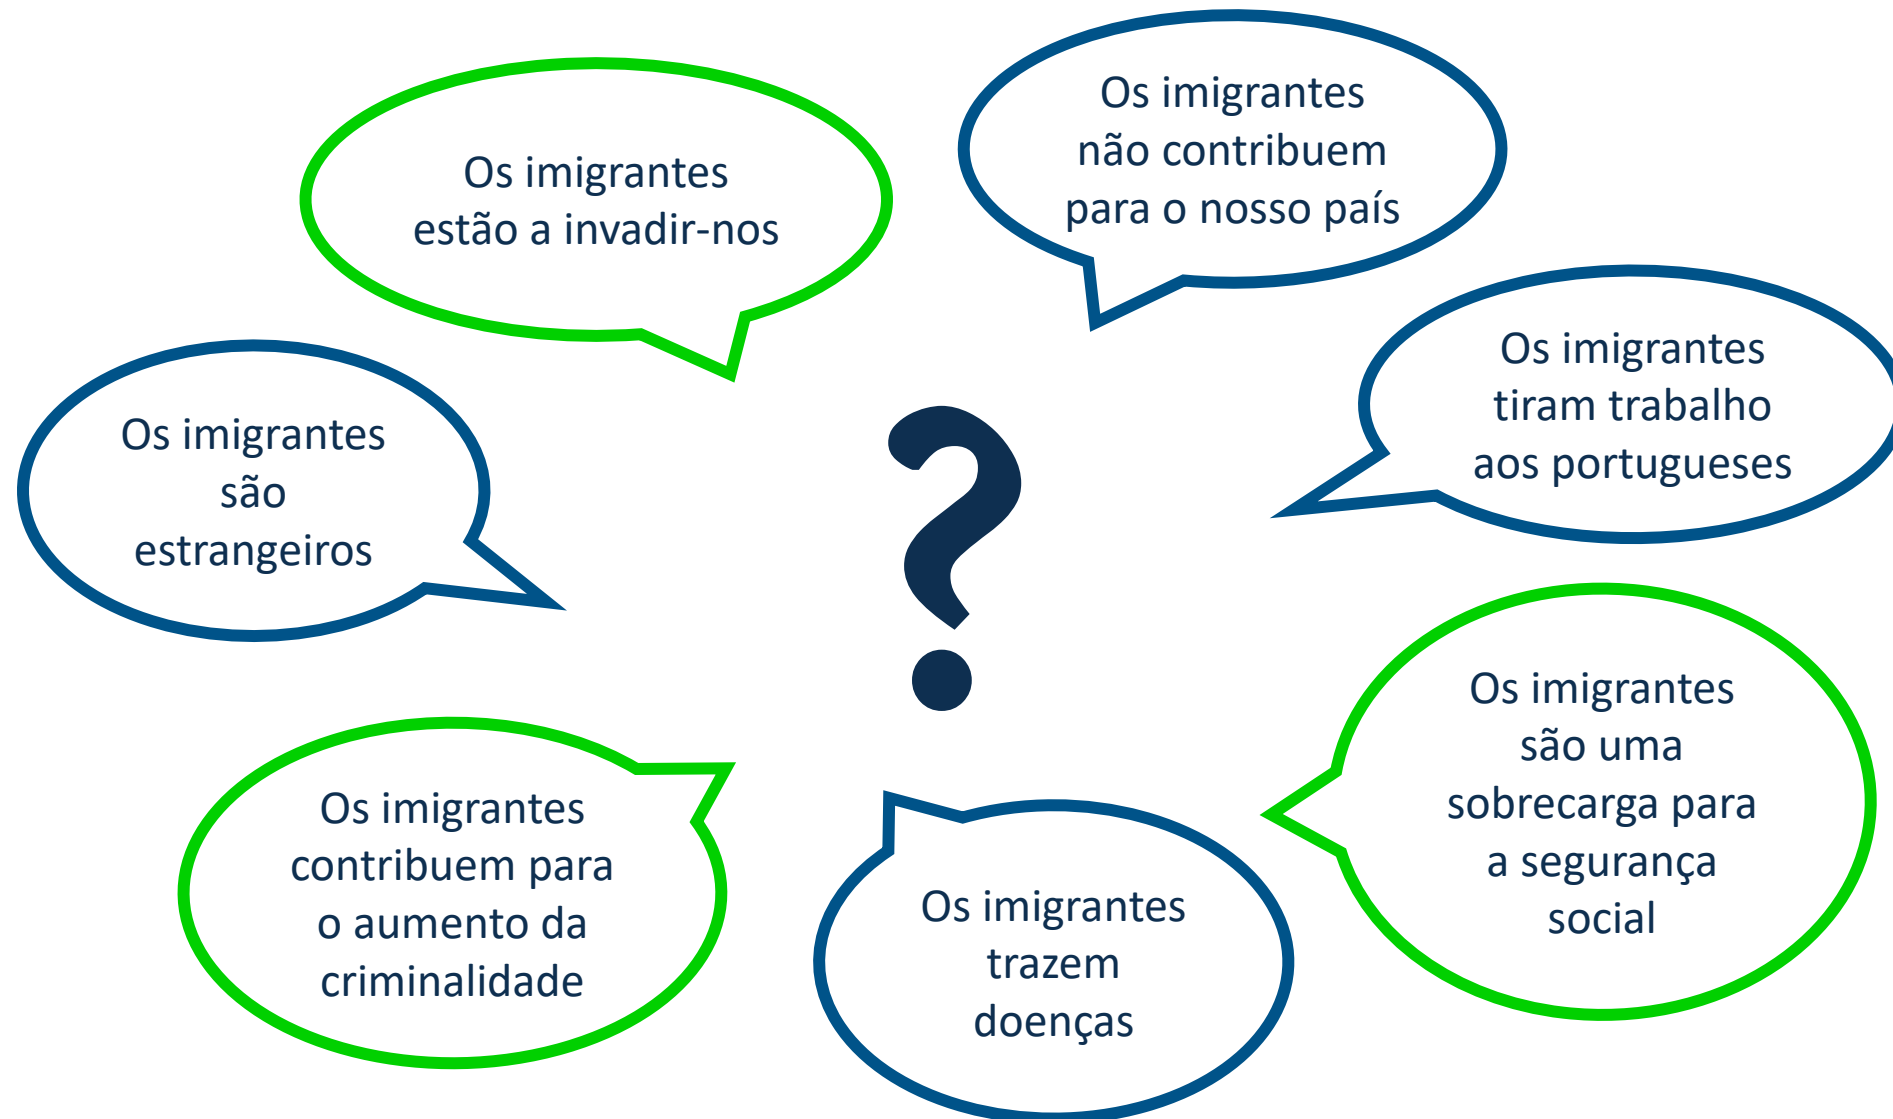 Os imigrantes
estão a invadir-nos
Os imigrantes
não contribuem
para o nosso país
Os imigrantes
tiram trabalho
aos portugueses
Os imigrantes
são
estrangeiros
?
Os imigrantes
são uma
sobrecarga para
a segurança
social
Os imigrantes
contribuem para
o aumento da
criminalidade
Os imigrantes
trazem
doenças